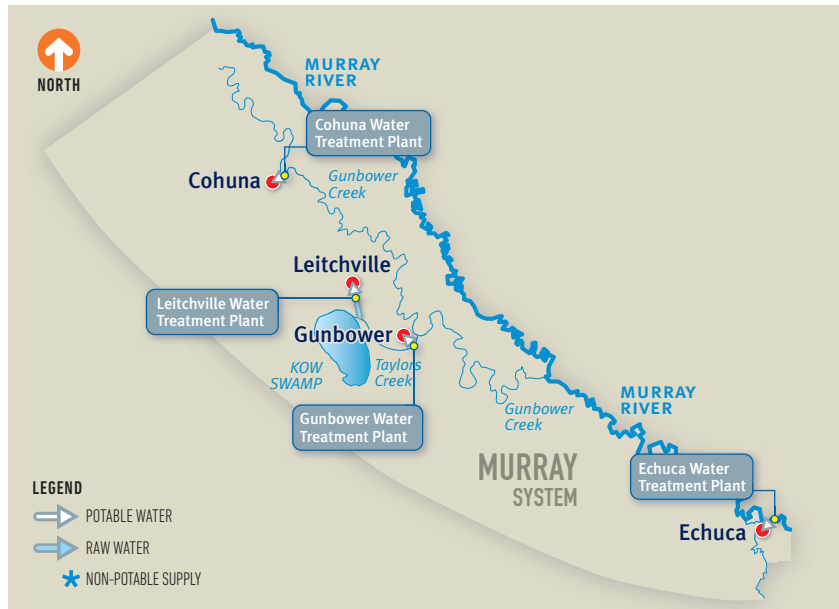 NORTH
MURRAY
RIVER
Cohuna Water
Treatment Plant
Cohuna
Gunbower
Creek
Leitchville
Leitchville Water
Treatment Plant
Gunbower
KOW
SWAMP
Taylors
Creek
Gunbower Water
Treatment Plant
Gunbower
Creek
MURRAY
RIVER
MURRAY
SYSTEM
Echuca Water
Treatment Plant
Echuca
LEGEND
POTABLE WATER
RAW WATER
NON-POTABLE SUPPLY